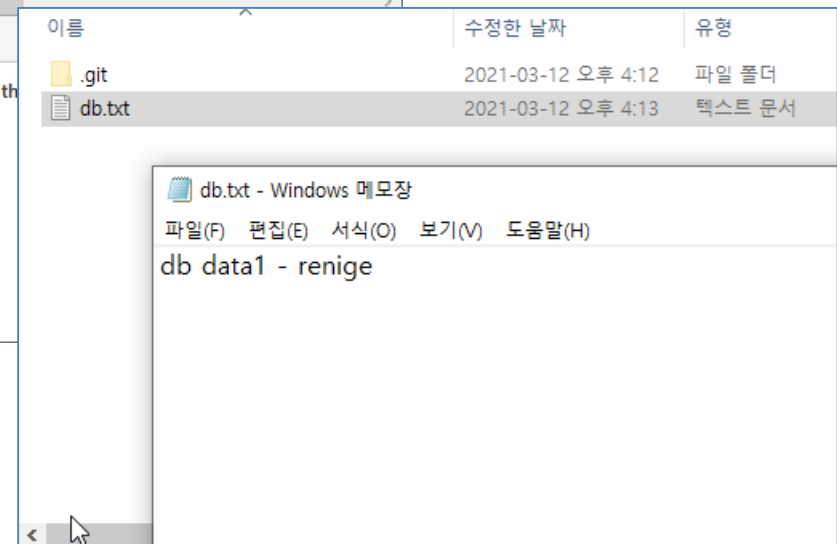 이름 수정한 날짜 유형
.git 2021-03-12 오후 4:12 파일 폴더
th
db.txt 2021-03-12 오후 4:13 텍스트 문서
db.txt - Windows 메모장
파일(F) 편집(E) 서식(O) 보기(V) 도움말(H)
db data1 - renige